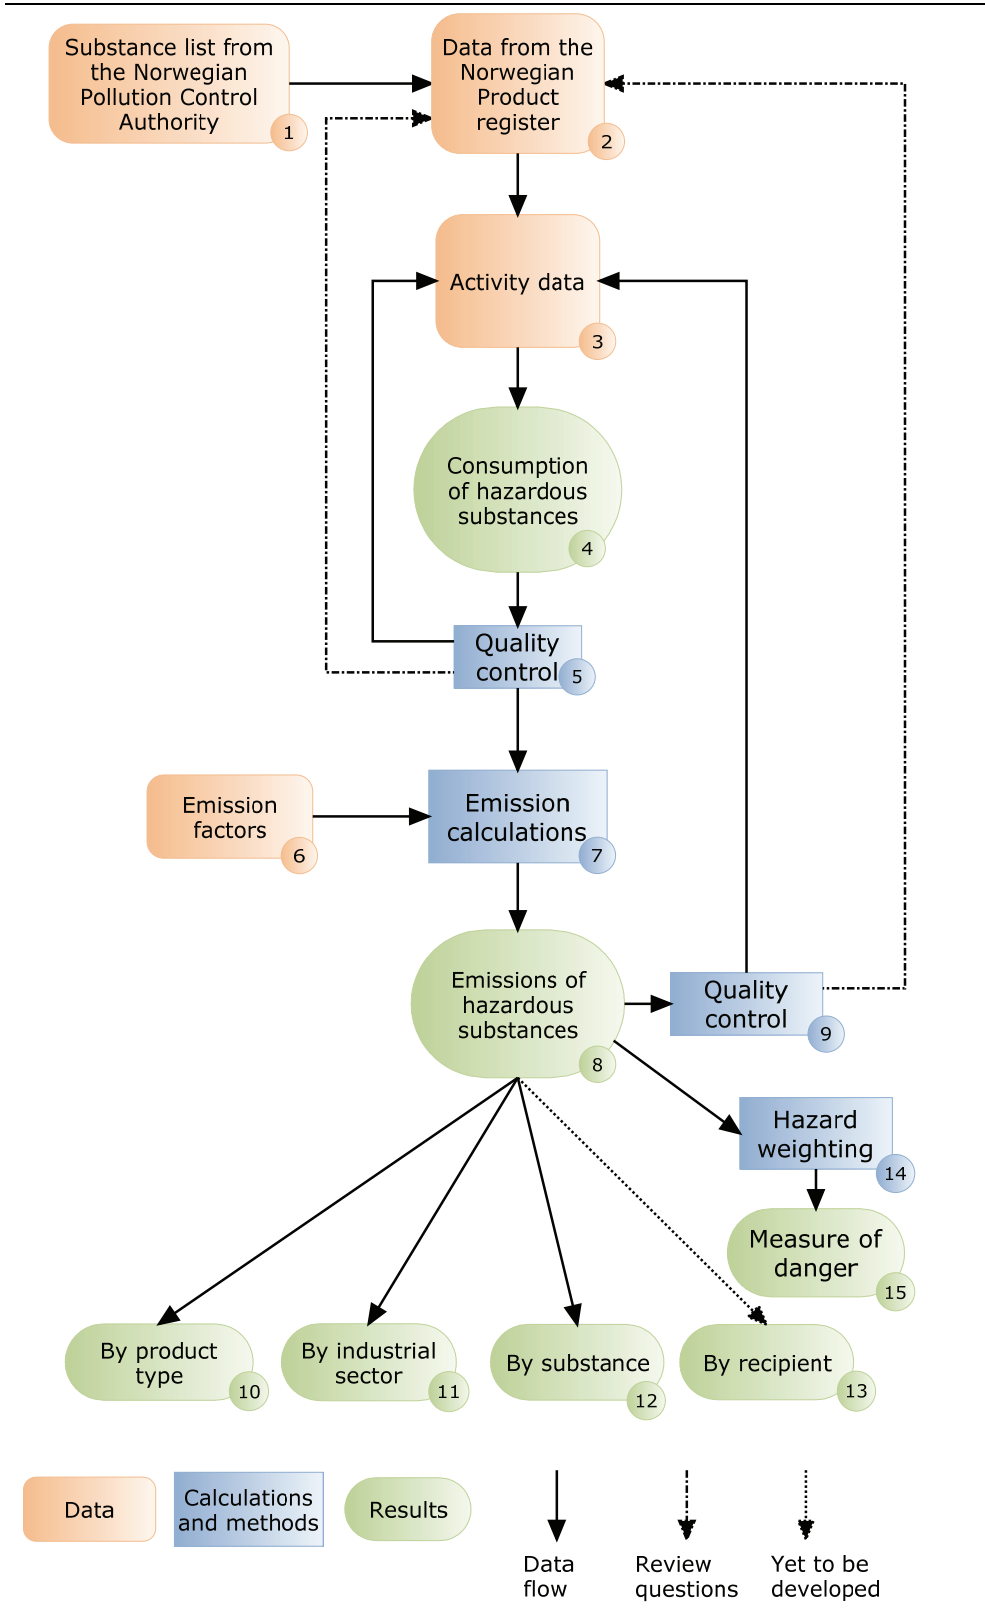 Substance list from
the Norwegian
Pollution Control
Authority
1
Data from the
Norwegian
Product
register
2
Activity data
3
Consumption
of hazardous
substances
4
Quality
control
5
Emission
factors
6
Emission
calculations
7
Emissions of
hazardous
substances
8
Quality
control
9
Hazard
weighting
14
Measure of
danger
15
By product
type
10
By industrial
sector
11
By substance
12
By recipient
13
Data
Calculations
and methods
Results
Data
flow
Review
questions
Yet to be
developed